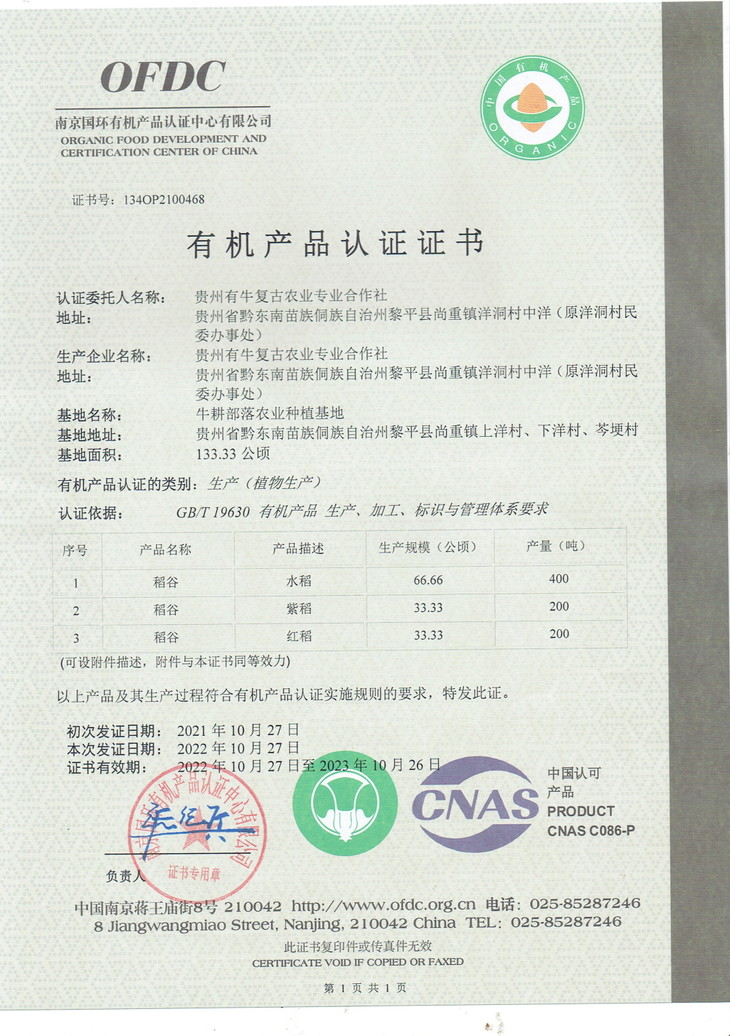 OFDC
南京国环有机产品认证中心有限公司
ORGANIC FOOD DEVELOPMENT AND
CERTIFICATION CENTER OF CHINA
中国有机产品
ORGANIC
证书号：134OP2100468
有机产品认证证书
认证委托人名称： 贵州有牛复古农业专业合作社
地址： 贵州省黔东南苗族侗族自治州黎平县尚重镇洋洞村中洋（原洋洞村民
委办事处）
生产企业名称： 贵州有牛复古农业专业合作社
地址： 贵州省黔东南苗族侗族自治州黎平县尚重镇洋洞村中洋（原洋洞村民
委办事处）
基地名称： 牛耕部落农业种植基地
基地地址： 贵州省黔东南苗族侗族自治州黎平县尚重镇上洋村、下洋村、岑埂村
基地面积： 133.33 公顷
有机产品认证的类别：生产（植物生产）
认证依据： GB/T 19630 有机产品 生产、加工、标识与管理体系要求
序号 产品名称 产品描述 生产规模（公顷） 产量（吨）
1 稻谷 水稻 66.66 400
2 稻谷 紫稻 33.33 200
3 稻谷 红稻 33.33 200
(可设附件描述，附件与本证书同等效力)
以上产品及其生产过程符合有机产品认证实施规则的要求，特发此证。
初次发证日期： 2021 年 10 月 27 日
本次发证日期： 2022 年 10 月 27 日
证书有效期： 2022 年 10 月 27 日至 2023 年 10 月 26 日
南京国环有机产品认证中心有限公司
证书专用章
负责人
CNAS
中国认可
产品
PRODUCT
CNAS C086-P
中国南京蒋王庙街8号 210042 http://www.ofdc.org.cn 电话：025-85287246
8 Jiangwangmiao Street, Nanjing, 210042 China TEL: 025-85287246
此证书复印件或传真件无效
CERTIFICATE VOID IF COPIED OR FAXED
第 1 页 共 1 页